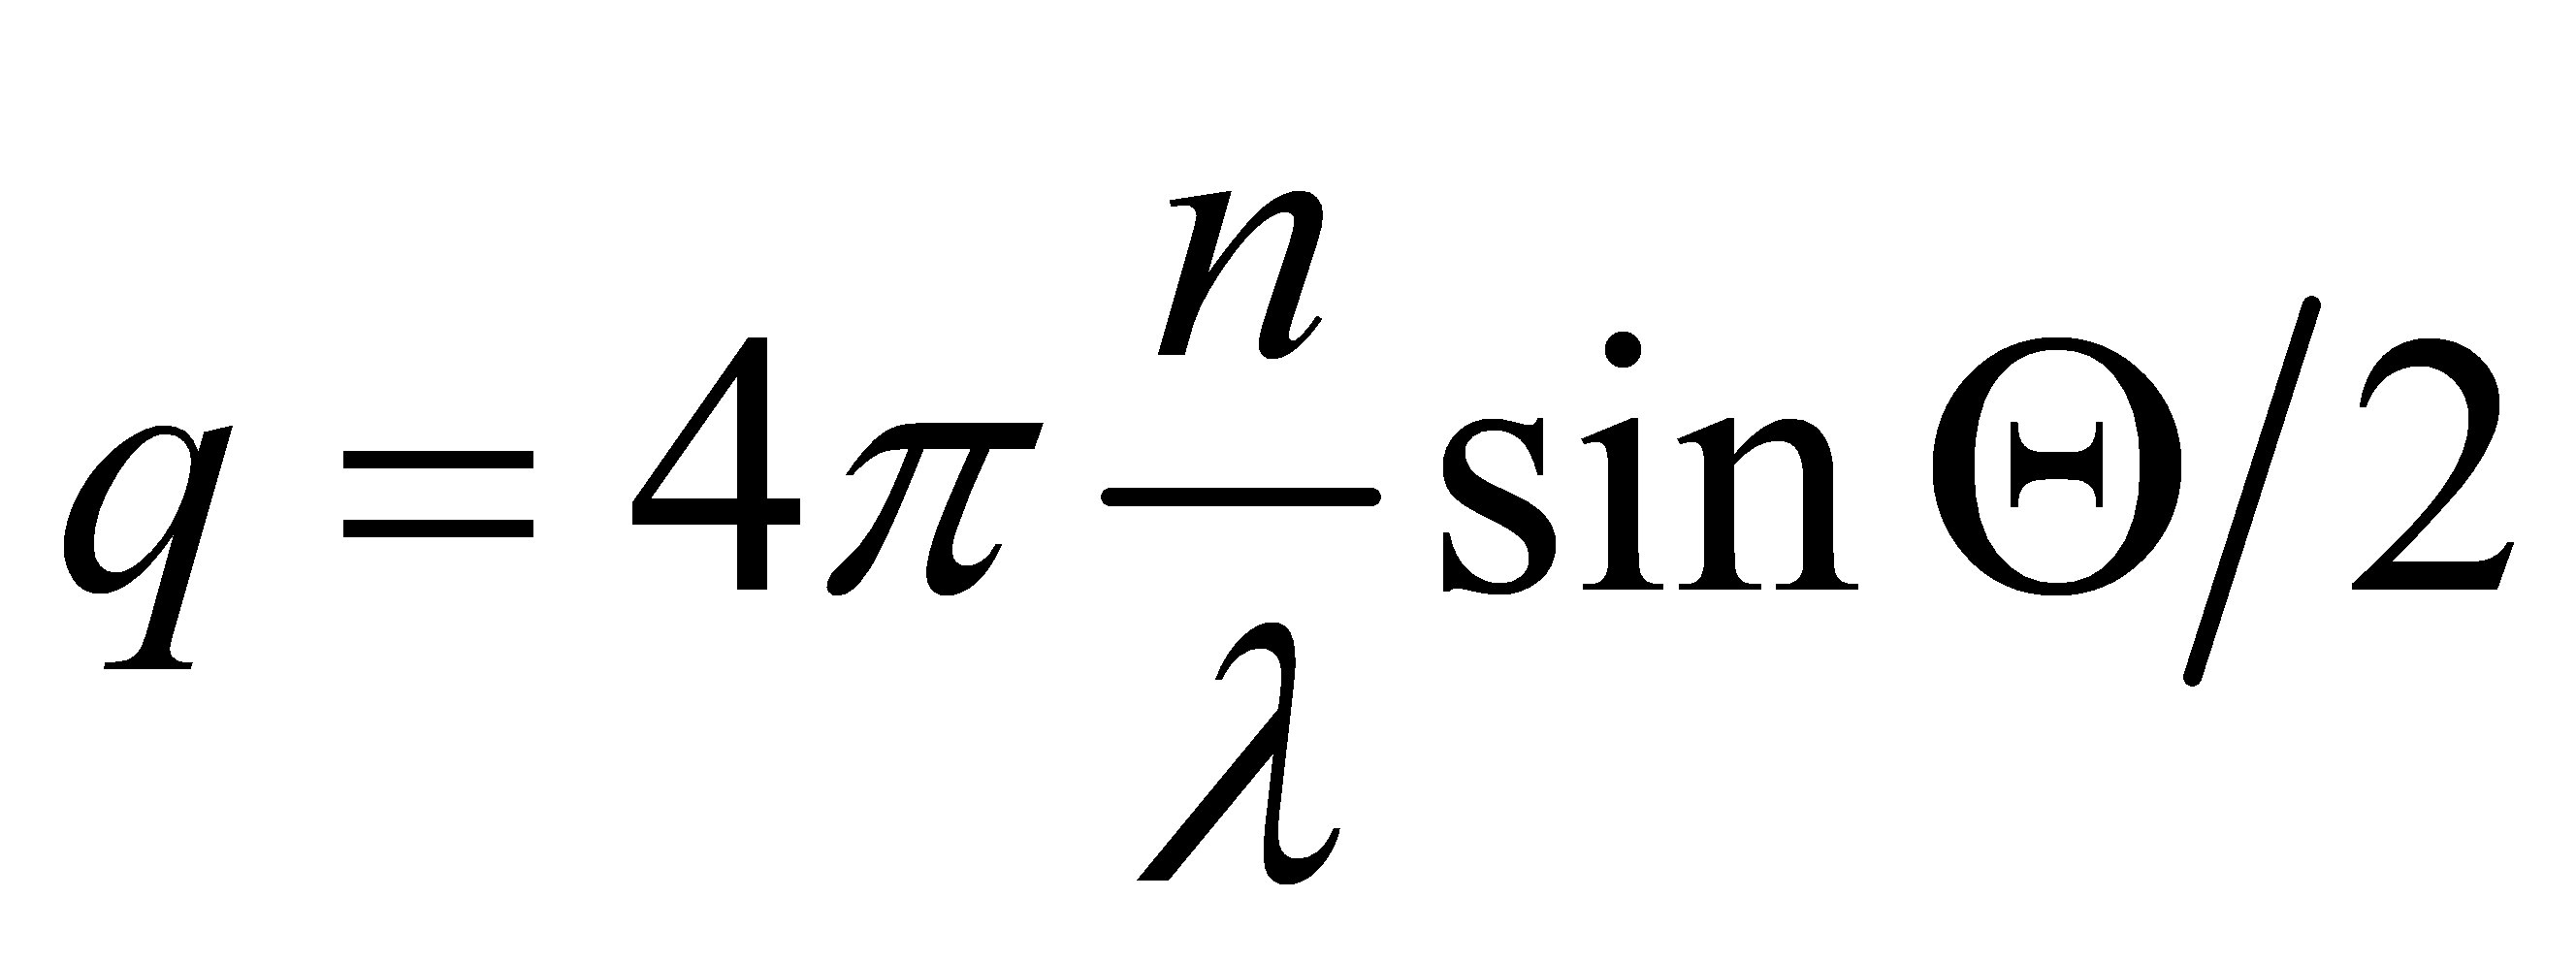 q = 4π n/λ sin Θ/2